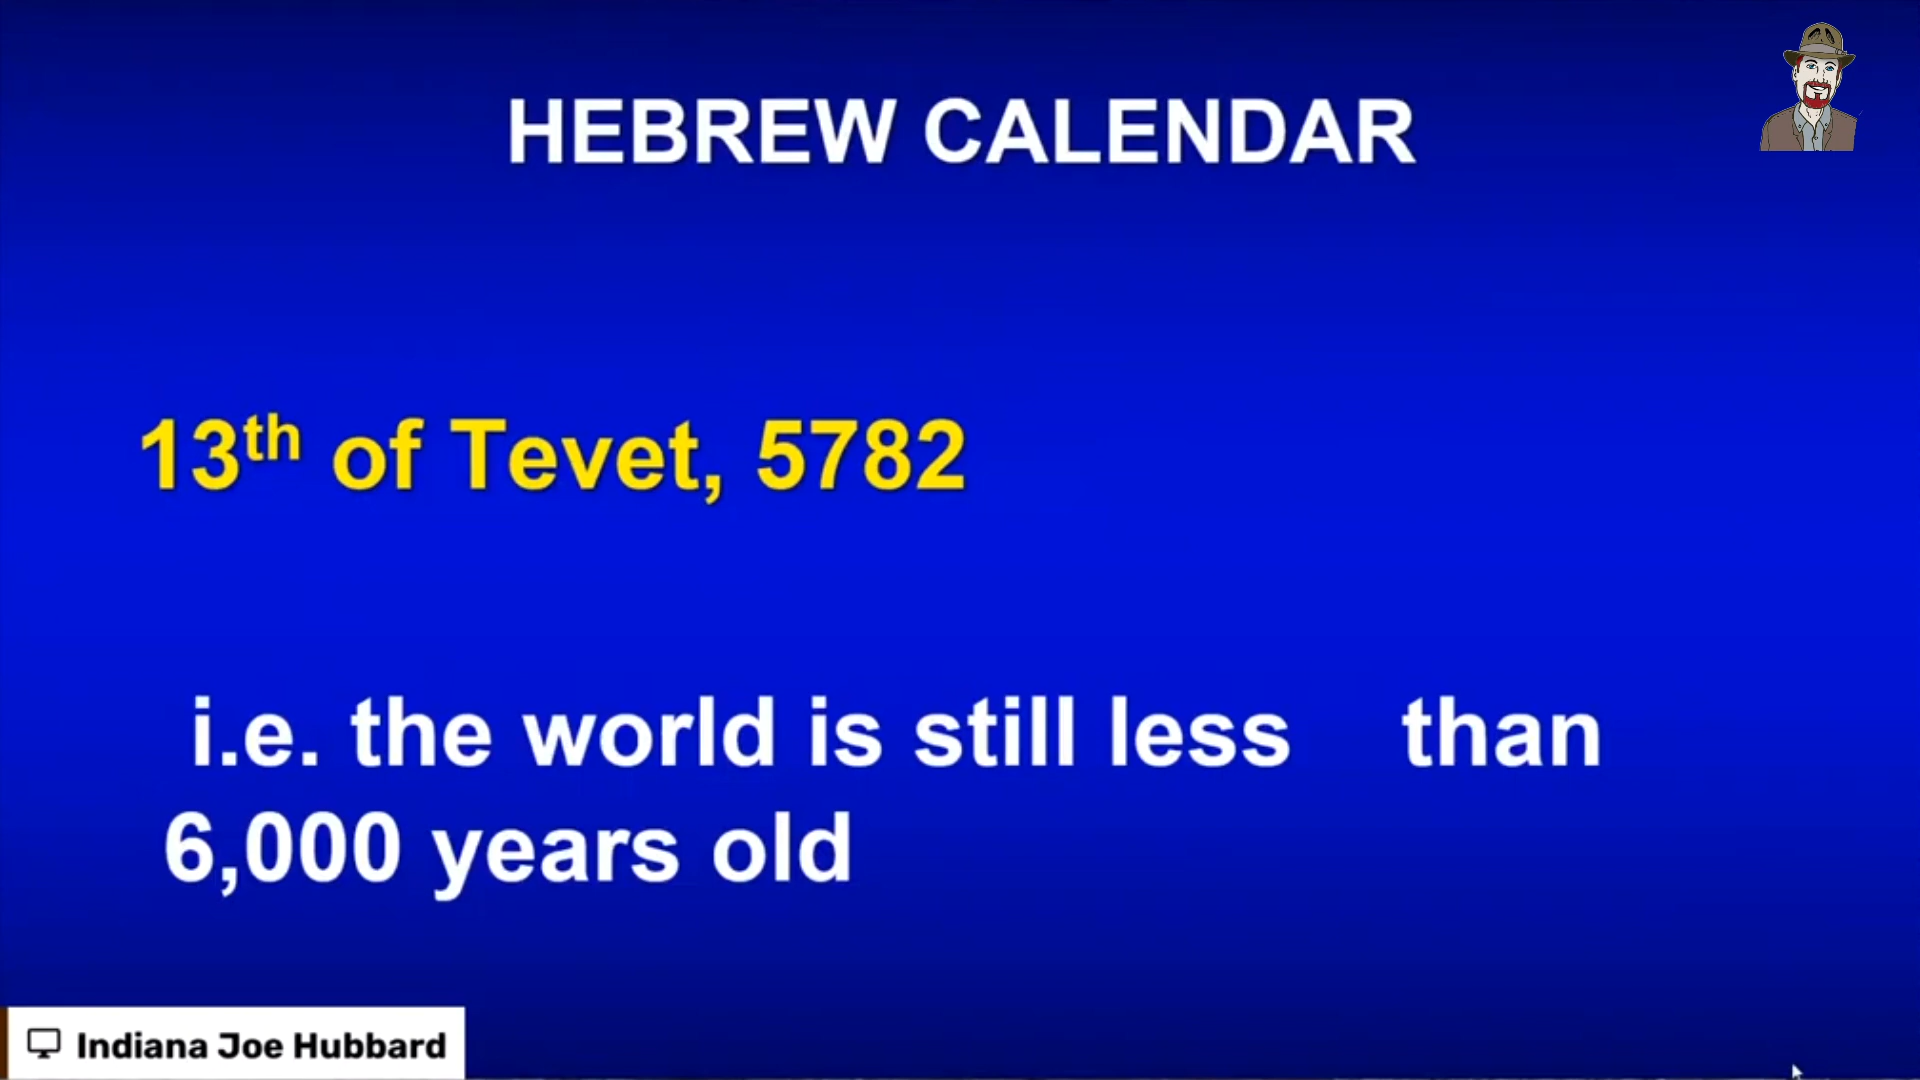 HEBREW CALENDAR
13th of Tevet, 5782
i.e. the world is still less than
6,000 years old
Indiana Joe Hubbard